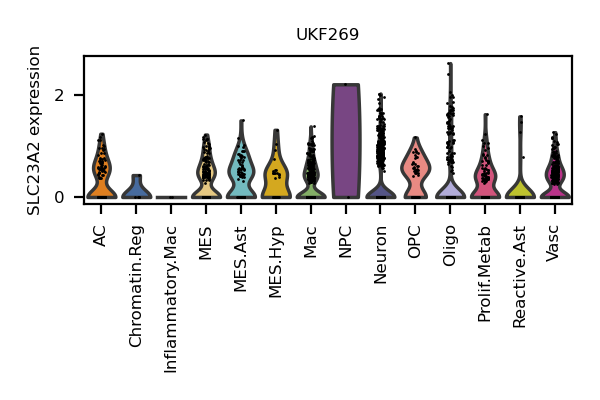 UKF269
SLC23A2 expression
2
0
AC
Chromatin.Reg
Inflammatory.Mac
MES
MES.Ast
MES.Hyp
Mac
NPC
Neuron
OPC
Oligo
Prolif.Metab
Reactive.Ast
Vasc